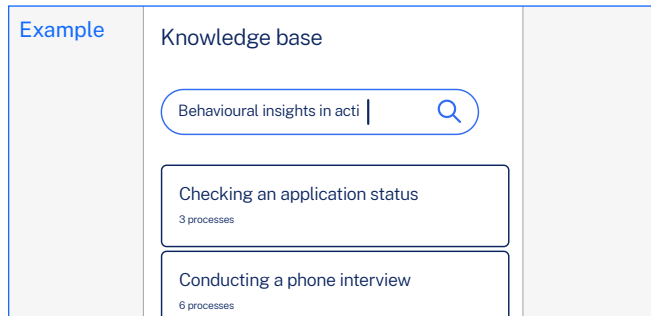 Example
Knowledge base
Behavioural insights in acti
Checking an application status
3 processes
Conducting a phone interview
6 processes